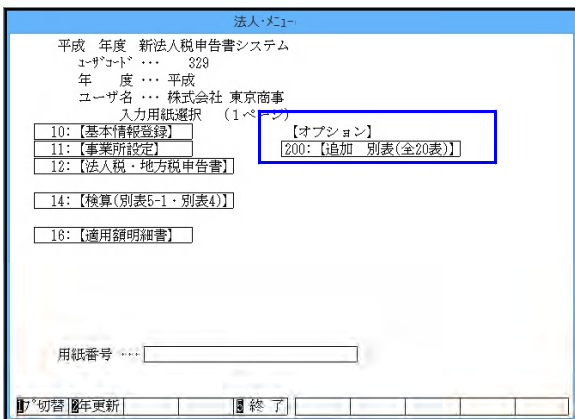 法人・メニュー
平成 年度 新法人税申告書システム
ユーザコード ･･･ 329
年 度 ･･･ 平成
ユーザ名 ･･･ 株式会社 東京商事
入力用紙選択 (1ページ)
10:【基本情報登録】 【オプション】
11:【事業所設定】 200:【追加 別表(全20表)】
12:【法人税・地方税申告書】
14:【検算(別表5-1・別表4)】
16:【適用額明細書】
用紙番号 ･･･
1プ切替 2年更新 5終 了